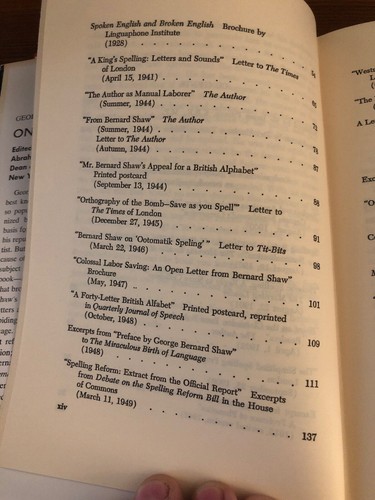 Spoken English and Broken English Brochure by
Linguaphone Institute
(1928)
"A King's Spelling: Letters and Sounds" Letter to The Times
of London
(April 15, 1941)
"The Author as Manual Laborer" The Author
(Summer, 1944)
"From Bernard Shaw" The Author
(Summer, 1944)
Letter to The Author
(Autumn, 1944)
"Mr. Bernard Shaw's Appeal for a British Alphabet"
Printed postcard
(September 13, 1944)
"Orthography of the Bomb—Save as you Spell'" Letter to
The Times of London
(December 27, 1945)
"Bernard Shaw on 'Ootomatik Speling'" Letter to Tit-Bits
(March 22, 1946)
"Colossal Labor Saving: An Open Letter from Bernard Shaw"
Brochure
(May, 1947)
"A Forty-Letter British Alfabet" Printed postcard, reprinted
in Quarterly Journal of Speech
(October, 1948)
Excerpts from "Preface by George Bernard Shaw"
to The Miraculous Birth of Language
(1948)
"Spelling Reform: Extract from the Official Report" Excerpts
from Debate on the Spelling Reform Bill in the House
of Commons
(March 11, 1949)
xiv
73
78
87
88
91
98
101
109
111
137